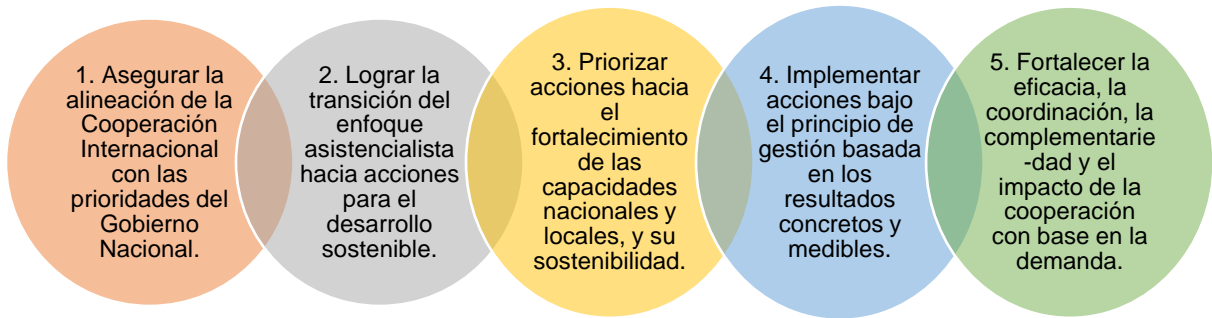 1. Asegurar la
alineación de la
Cooperación
Internacional
con las
prioridades del
Gobierno
Nacional.
2. Lograr la
transición del
enfoque
asistencialista
hacia acciones
para el
desarrollo
sostenible.
3. Priorizar
acciones hacia
el
fortalecimiento
de las
capacidades
nacionales y
locales, y su
sostenibilidad.
4. Implementar
acciones bajo
el principio de
gestión basada
en los
resultados
concretos y
medibles.
5. Fortalecer la
eficacia, la
coordinación, la
complementarie
-dad y el
impacto de la
cooperación
con base en la
demanda.